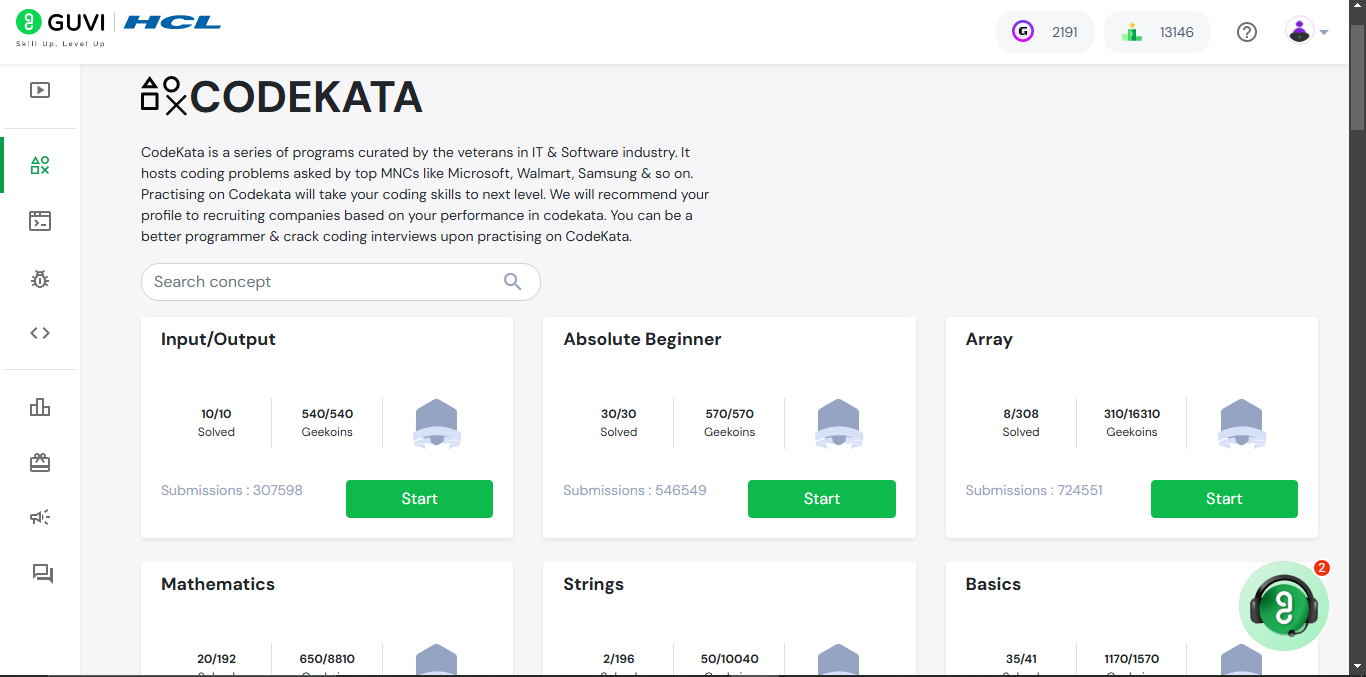 GUVI HCL
Skill Up. Level Up
G 2191 13146
CODEKATA
CodeKata is a series of programs curated by the veterans in IT & Software industry. It
hosts coding problems asked by top MNCs like Microsoft, Walmart, Samsung & so on.
Practising on Codekata will take your coding skills to next level. We will recommend your
profile to recruiting companies based on your performance in codekata. You can be a
better programmer & crack coding interviews upon practising on CodeKata.
Search concept
Input/Output
10/10 540/540
Solved Geekoins
Submissions : 307598 Start
Absolute Beginner
30/30 570/570
Solved Geekoins
Submissions : 546549 Start
Array
8/308 310/16310
Solved Geekoins
Submissions : 724551 Start
Mathematics
20/192 650/8810
Strings
2/196 50/10040
Basics
35/41 1170/1570
2